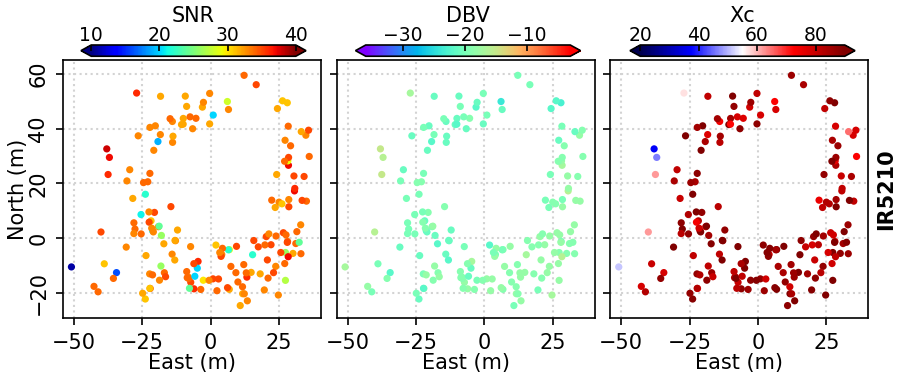 SNR DBV Xc
10 20 30 40 −30 −20 −10 20 40 60 80
60
40
20
0
−20
North (m)
IR5210
−50 −25 0 25 −50 −25 0 25 −50 −25 0 25
East (m) East (m) East (m)